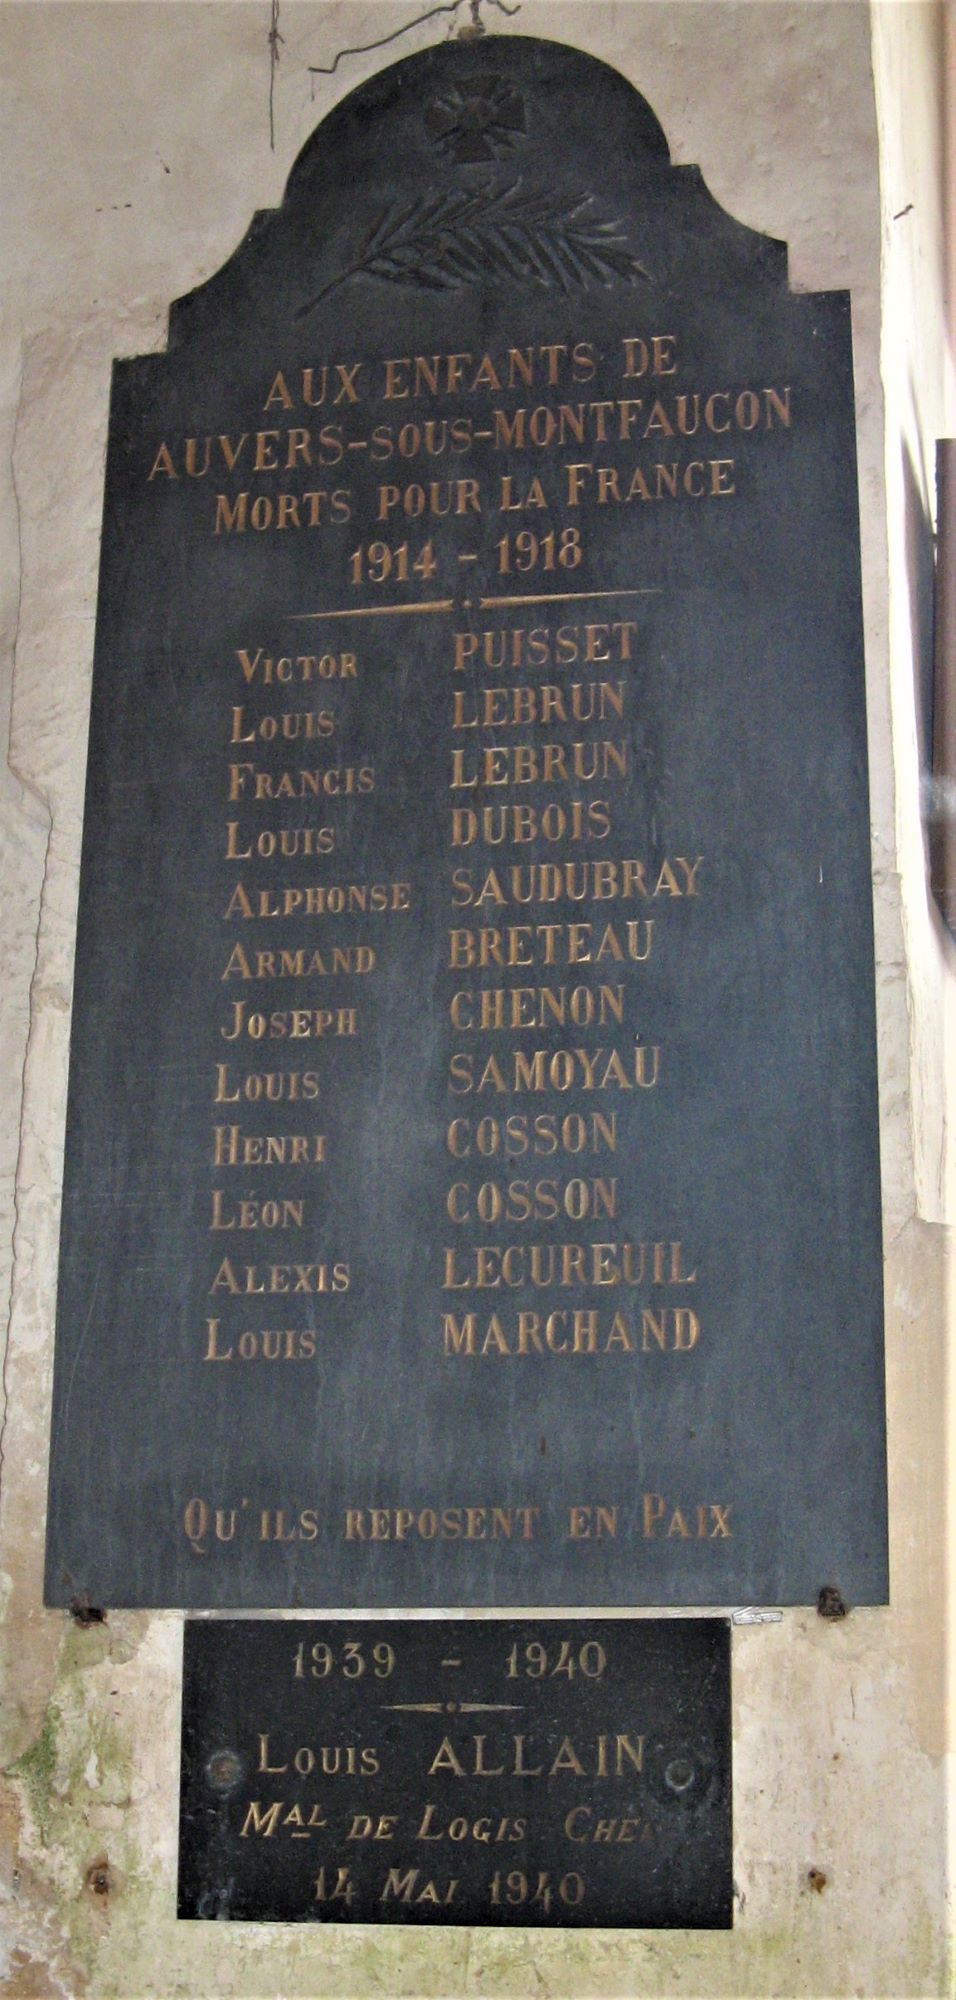 AUX ENFANTS DE
AUVERS-SOUS-MONTFAUCON
MORTS POUR LA FRANCE
1914 - 1918
VICTOR PUISSET
LOUIS LEBRUN
FRANCIS LEBRUN
LOUIS DUBOIS
ALPHONSE SAUDUBRAY
ARMAND BRETEAU
JOSEPH CHENON
LOUIS SAMOYAU
HENRI COSSON
LÉON COSSON
ALEXIS LECUREUIL
LOUIS MARCHAND
QU'ILS REPOSENT EN PAIX
1939 - 1940
LOUIS ALLAIN
MAL DE LOGIS CHEF
14 MAI 1940